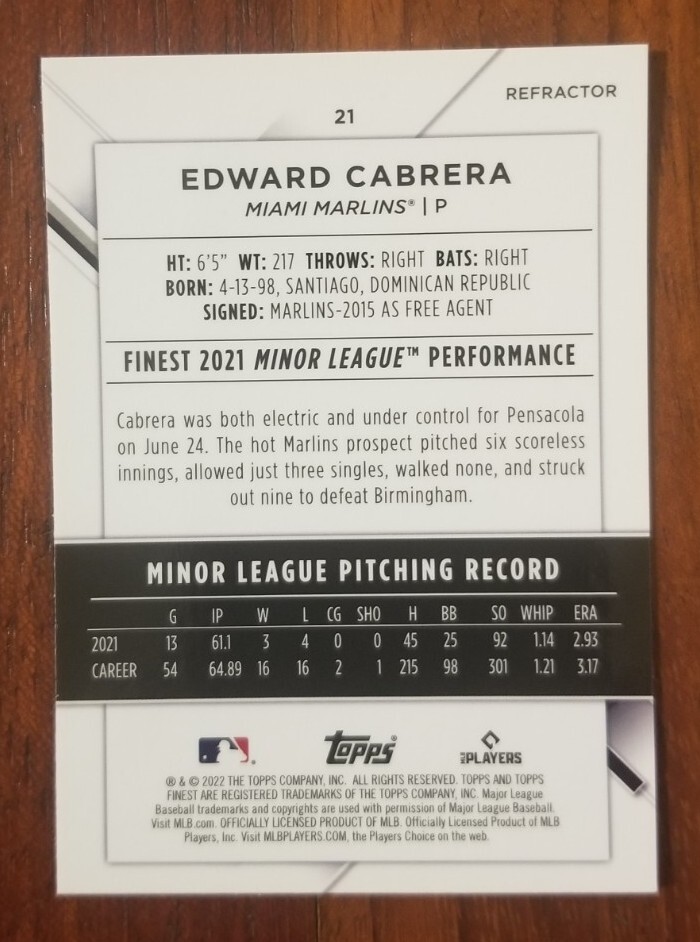 REFRACTOR
21
EDWARD CABRERA
MIAMI MARLINS® | P
HT: 6'5" WT: 217 THROWS: RIGHT BATS: RIGHT
BORN: 4-13-98, SANTIAGO, DOMINICAN REPUBLIC
SIGNED: MARLINS-2015 AS FREE AGENT
FINEST 2021 MINOR LEAGUE™ PERFORMANCE
Cabrera was both electric and under control for Pensacola
on June 24. The hot Marlins prospect pitched six scoreless
innings, allowed just three singles, walked none, and struck
out nine to defeat Birmingham.
MINOR LEAGUE PITCHING RECORD
G IP W L CG SHO H BB SO WHIP ERA
2021 13 61.1 3 4 0 0 45 25 92 1.14 2.93
CAREER 54 64.89 16 16 2 1 215 98 301 1.21 3.17
Topps® MLB PLAYERS
® & © 2022 THE TOPPS COMPANY, INC. ALL RIGHTS RESERVED. TOPPS AND TOPPS
FINEST ARE REGISTERED TRADEMARKS OF THE TOPPS COMPANY, INC. Major League
Baseball trademarks and copyrights are used with permission of Major League Baseball.
Visit MLB.com. OFFICIALLY LICENSED PRODUCT OF MLB. Officially Licensed Product of MLB
Players, Inc. Visit MLBPLAYERS.COM, the Players Choice on the web.